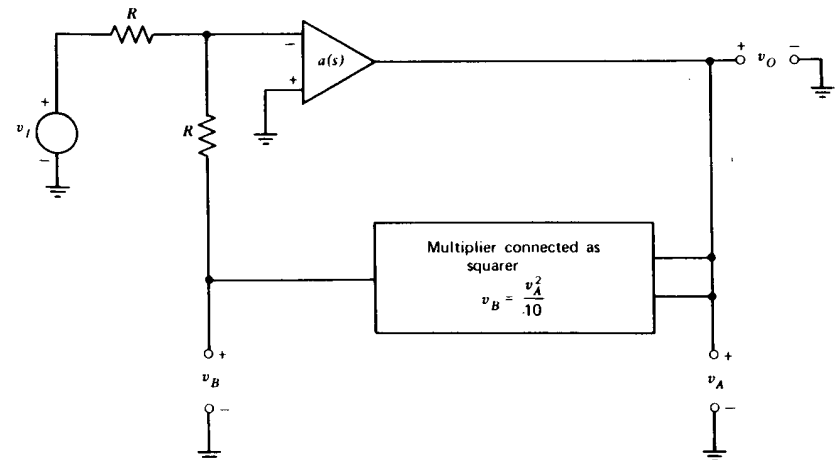 R
−
a(s)
+
+ v_O −
+
v_I
−
R
Multiplier connected as
squarer
v_B = v_A^2 / 10
+
v_B
−
+
v_A
−